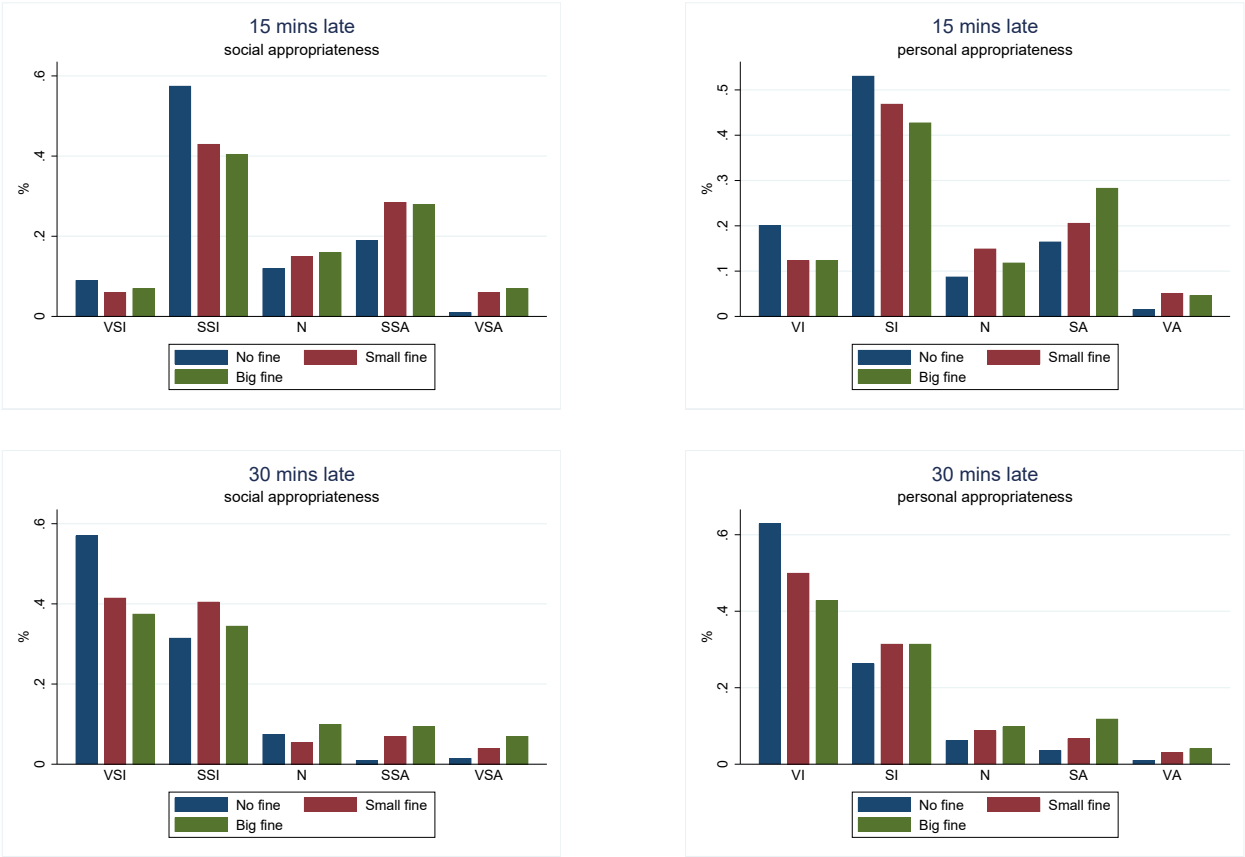 15 mins late
social appropriateness
%
.6
.4
.2
0
VSI SSI N SSA VSA
No fine Small fine
Big fine
15 mins late
personal appropriateness
%
.5
.4
.3
.2
.1
0
VI SI N SA VA
No fine Small fine
Big fine
30 mins late
social appropriateness
%
.6
.4
.2
0
VSI SSI N SSA VSA
No fine Small fine
Big fine
30 mins late
personal appropriateness
%
.6
.4
.2
0
VI SI N SA VA
No fine Small fine
Big fine